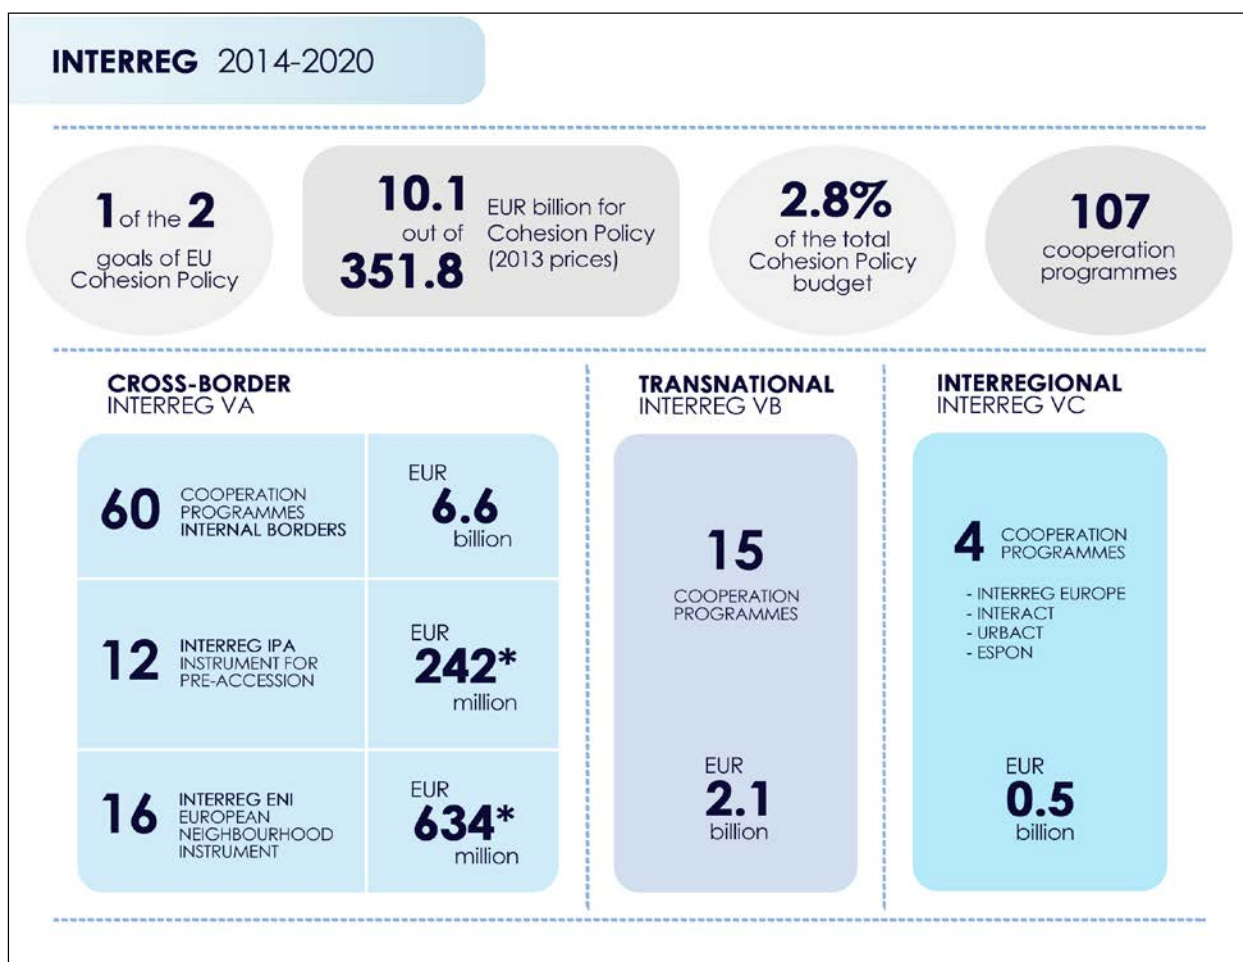 INTERREG 2014-2020
1 of the 2
goals of EU
Cohesion Policy
10.1
out of
351.8
EUR billion for
Cohesion Policy
(2013 prices)
2.8%
of the total
Cohesion Policy
budget
107
cooperation
programmes
CROSS-BORDER
INTERREG VA
60
COOPERATION
PROGRAMMES
INTERNAL BORDERS
EUR
6.6
billion
12
INTERREG IPA
INSTRUMENT FOR
PRE-ACCESSION
EUR
242*
million
16
INTERREG ENI
EUROPEAN
NEIGHBOURHOOD
INSTRUMENT
EUR
634*
million
TRANSNATIONAL
INTERREG VB
15
COOPERATION
PROGRAMMES
EUR
2.1
billion
INTERREGIONAL
INTERREG VC
4
COOPERATION
PROGRAMMES
- INTERREG EUROPE
- INTERACT
- URBACT
- ESPON
EUR
0.5
billion